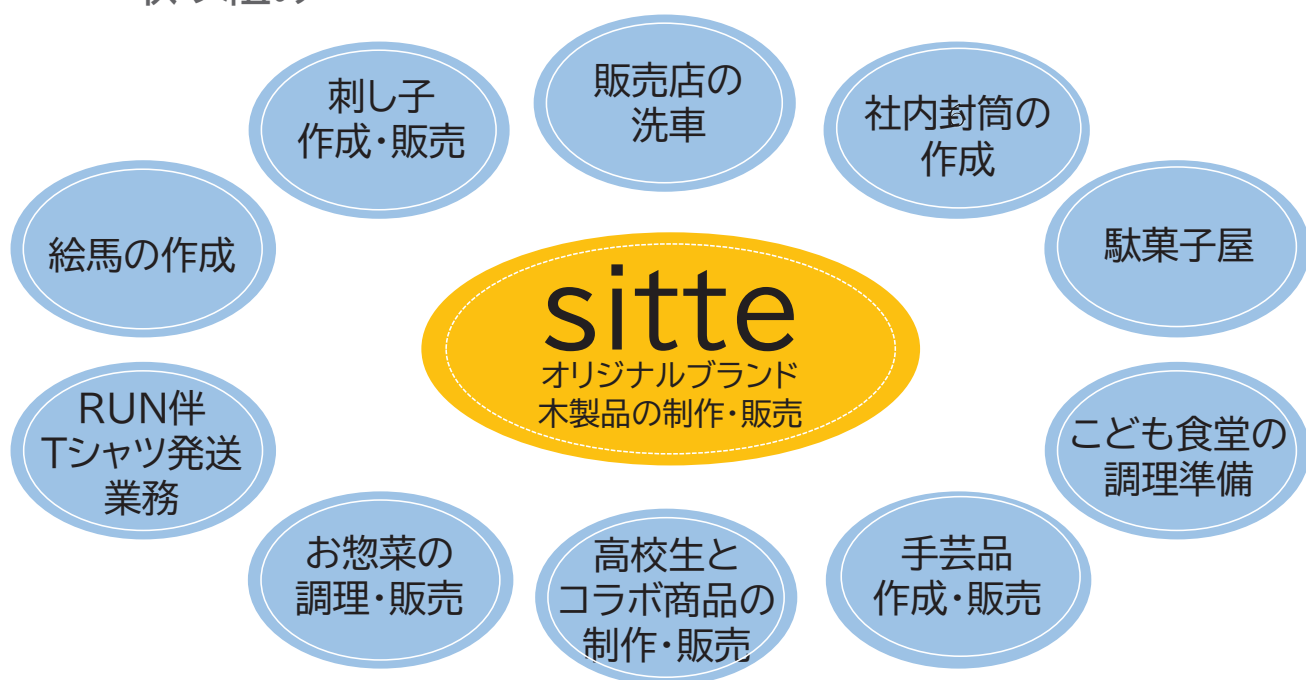 刺し子
作成・販売
販売店の
洗車
社内封筒の
作成
絵馬の作成
駄菓子屋
sitte
オリジナルブランド
木製品の制作・販売
RUN伴
Tシャツ発送
業務
こども食堂の
調理準備
お惣菜の
調理・販売
高校生と
コラボ商品の
制作・販売
手芸品
作成・販売